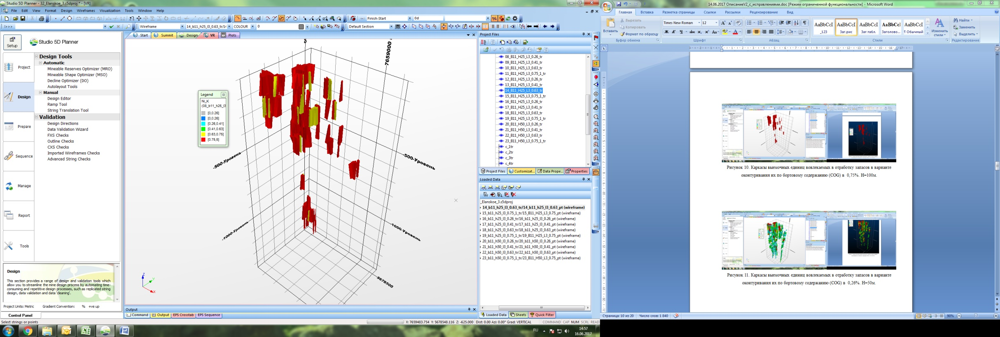 Studio 5D Planner - 32_Elanskoe_3.s5dproj * - [VR]
File Edit View Format Design Wireframes Visualization Tools Window Help
Finish-Start 0d
!>>> Wireframe 14_b11_h25_l3_0.63_tr/14 COLOUR 0 Default Section
Setup
Studio 5D Planner
Project
Design
Prepare
Sequence
Manage
Report
Tools
Design Tools
Automatic
Mineable Reserves Optimizer (MRO)
Mineable Shape Optimizer (MSO)
Decline Optimizer (DO)
Autolayout Tools
Manual
Design Editor
Ramp Tool
String Translation Tool
Validation
Design Directions
Data Validation Wizard
FXS Checks
Outline Checks
CXS Checks
Imported Wireframes Checks
Advanced String Checks
Design
This section provides a range of design and validation tools which
allow you to streamline the mine design process by automating time-
consuming and repetitive design processes, such as replicated string
design, data validation and data 'cleaning'.
Project Units: Metric Gradient Convention: % +ve up
Control Panel
Select strings or points
Start Summit Design VR Plots
0
7659000
-500-Уровень
-500-Уровень
-1000-Уровень
1000-Уровень
5678500
Z
Y
X
Legend
Ni_K
(08_b11_h25_l3
[0,0.26]
[0,0.26]
[0.26,0.41]
[0.41,0.63]
[0.63,0.75]
[0.75,5]
Output
Command Output EPS Crosstab EPS Sequence
Project Files
08_B11_H25_L3_0.26_tr
09_B11_H25_L3_0.41_tr
10_B11_H25_L3_0.63_tr
11_B11_H25_L3_0.75_1_tr
12_B11_H25_L3_0.26_tr
13_B11_H25_L3_0.41_tr
14_B11_H25_L3_0.63_tr
15_B11_H25_L3_0.75_1_tr
16_B11_H25_L3_0.26_tr
17_B11_H25_L3_0.41_tr
18_B11_H25_L3_0.63_tr
19_B11_H25_L3_0.75_1_tr
20_B11_H50_L3_0.26_tr
21_B11_H50_L3_0.41_tr
22_B11_H50_L3_0.63_tr
23_B11_H50_L3_0.75_1_tr
c_1tr
c_2tr
c_3tr
c_4tr
Project Files Customizat... Data Prope... Properties
Loaded Data
_Elanskoe_3.s5dproj
14_b11_h25_l3_0.63_tr/14_b11_h25_l3_0.63_pt (wireframe)
15_b11_h25_l3_0.75_1_tr/15_B11_H25_L3_0.75_pt (wireframe)
16_b11_h25_l3_0.26_tr/16_b11_h25_l3_0.26_pt (wireframe)
17_b11_h25_l3_0.41_tr/17_b11_h25_l3_0.41_pt (wireframe)
18_b11_h25_l3_0.63_tr/18_b11_h25_l3_0.63_pt (wireframe)
19_b11_h25_l3_0.75_1_tr/19_B11_H25_L3_0.75_pt (wireframe)
20_b11_h50_l3_0.26_tr/20_b11_h50_l3_0.26_pt (wireframe)
21_b11_h50_l3_0.41_tr/21_b11_h50_l3_0.41_pt (wireframe)
22_b11_h50_l3_0.63_tr/22_b11_h50_l3_0.63_pt (wireframe)
23_b11_h50_l3_0.75_1_tr/23_B11_H50_L3_0.75_pt (wireframe)
Loaded Data Sheets Quick Filter
X: 7659483.754 Y: 5678548.116 Z: -625.000 Dist: 0.00 Azi: 0.00° Grad: VERTICAL COMMAND CAP NUM SCRL READ
RU 14:57
16.06.2017
14.06.2017 ОписаниеV2_с_исправлениями.doc [Режим ограниченной функциональности] - Microsoft Word
Главная Вставка Разметка страницы Ссылки Рассылки Рецензирование Вид
Вставить
Вырезать
Копировать
Формат по образцу
Буфер обмена
Times New Roman 12
Шрифт
Абзац
AaBbCcI AaBbCcI AaBbCcI AaBbCcl AaBbCcI
_123 Заг.рис Заг.табл. Заголово... ¶ Обычный
Стили
Изменить
стили
Найти
Заменить
Выделить
Редактирование
Рисунок 10. Каркасы выемочных единиц вовлекаемых в отработку запасов в варианте
оконтуривания их по бортовому содержанию (COG) в 0,75%. H=100м.
Рисунок 11. Каркасы выемочных единиц вовлекаемых в отработку запасов в варианте
оконтуривания их по бортовому содержанию (COG) в 0,26%. H=50м.
Страница: 10 из 20 Число слов: 1 840 90%